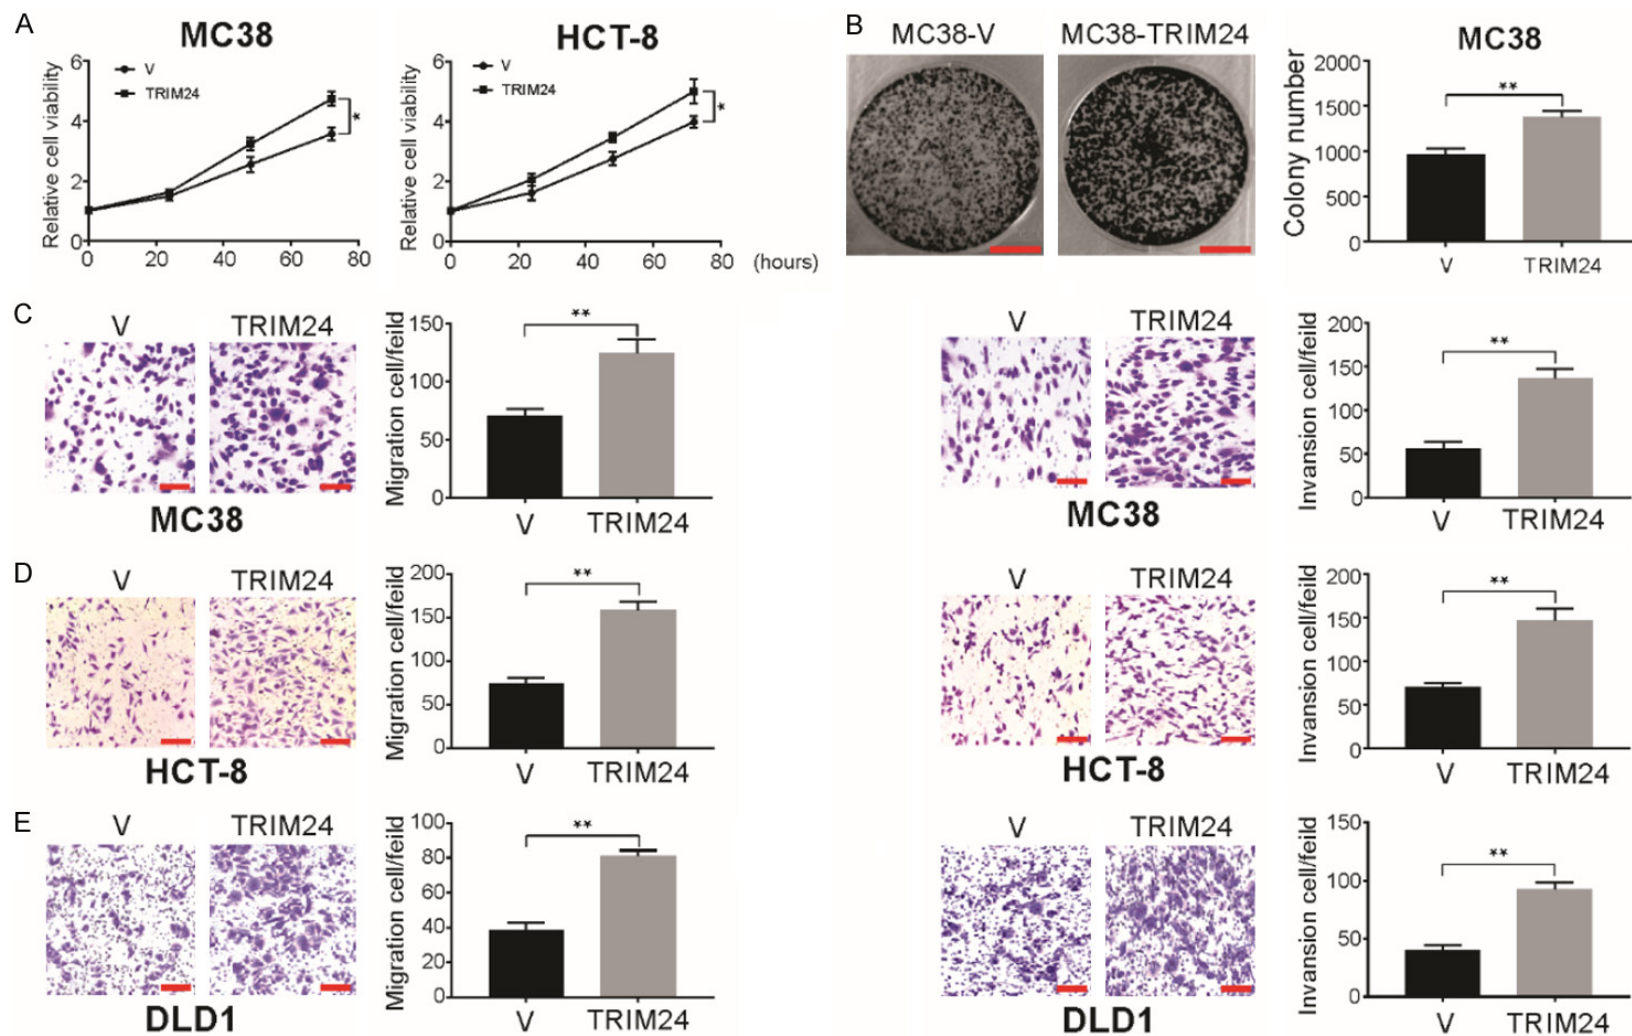 A
MC38
Relative cell viability
6
4
2
0
V
TRIM24
*
0 20 40 60 80
HCT-8
Relative cell viability
6
4
2
0
V
TRIM24
*
0 20 40 60 80 (hours)
B
MC38-V MC38-TRIM24
MC38
Colony number
2000
1500
1000
500
0
**
V TRIM24
C
V TRIM24
MC38
Migration cell/feild
150
100
50
0
**
V TRIM24
V TRIM24
MC38
Invansion cell/feild
200
150
100
50
0
**
V TRIM24
D
V TRIM24
HCT-8
Migration cell/feild
200
150
100
50
0
**
V TRIM24
V TRIM24
HCT-8
Invansion cell/feild
200
150
100
50
0
**
V TRIM24
E
V TRIM24
DLD1
Migration cell/feild
100
80
60
40
20
0
**
V TRIM24
V TRIM24
DLD1
Invansion cell/feild
150
100
50
0
**
V TRIM24